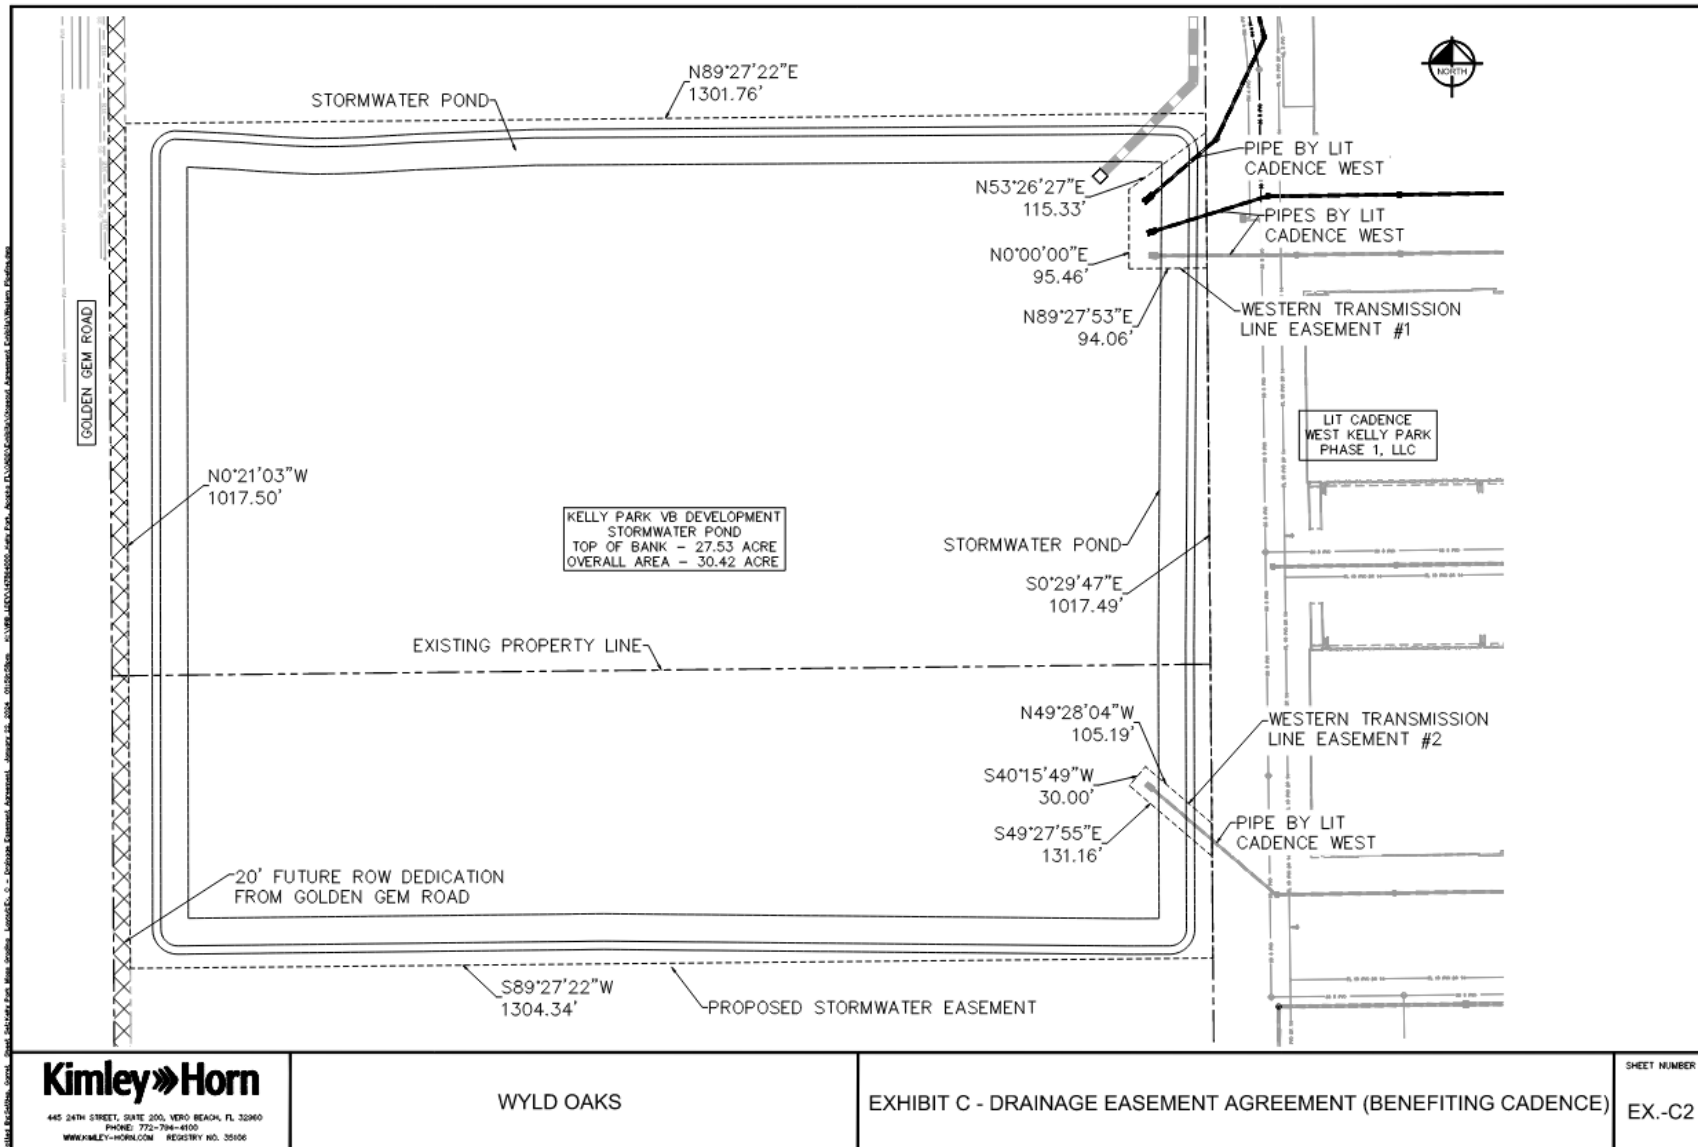 N89°27'22"E
1301.76'
STORMWATER POND
NORTH
PIPE BY LIT
CADENCE WEST
N53°26'27"E
115.33'
PIPES BY LIT
CADENCE WEST
N0°00'00"E
95.46'
N89°27'53"E
94.06'
WESTERN TRANSMISSION
LINE EASEMENT #1
GOLDEN GEM ROAD
LIT CADENCE
WEST KELLY PARK
PHASE 1, LLC
N0°21'03"W
1017.50'
KELLY PARK VB DEVELOPMENT
STORMWATER POND
TOP OF BANK - 27.53 ACRE
OVERALL AREA - 30.42 ACRE
STORMWATER POND
S0°29'47"E
1017.49'
EXISTING PROPERTY LINE
N49°28'04"W
105.19'
WESTERN TRANSMISSION
LINE EASEMENT #2
S40°15'49"W
30.00'
S49°27'55"E
131.16'
PIPE BY LIT
CADENCE WEST
20' FUTURE ROW DEDICATION
FROM GOLDEN GEM ROAD
S89°27'22"W
1304.34'
PROPOSED STORMWATER EASEMENT
Kimley»Horn
445 24TH STREET, SUITE 200, VERO BEACH, FL 32960
PHONE: 772-794-4100
WWW.KIMLEY-HORN.COM REGISTRY NO. 35106
WYLD OAKS
EXHIBIT C - DRAINAGE EASEMENT AGREEMENT (BENEFITING CADENCE)
SHEET NUMBER
EX.-C2